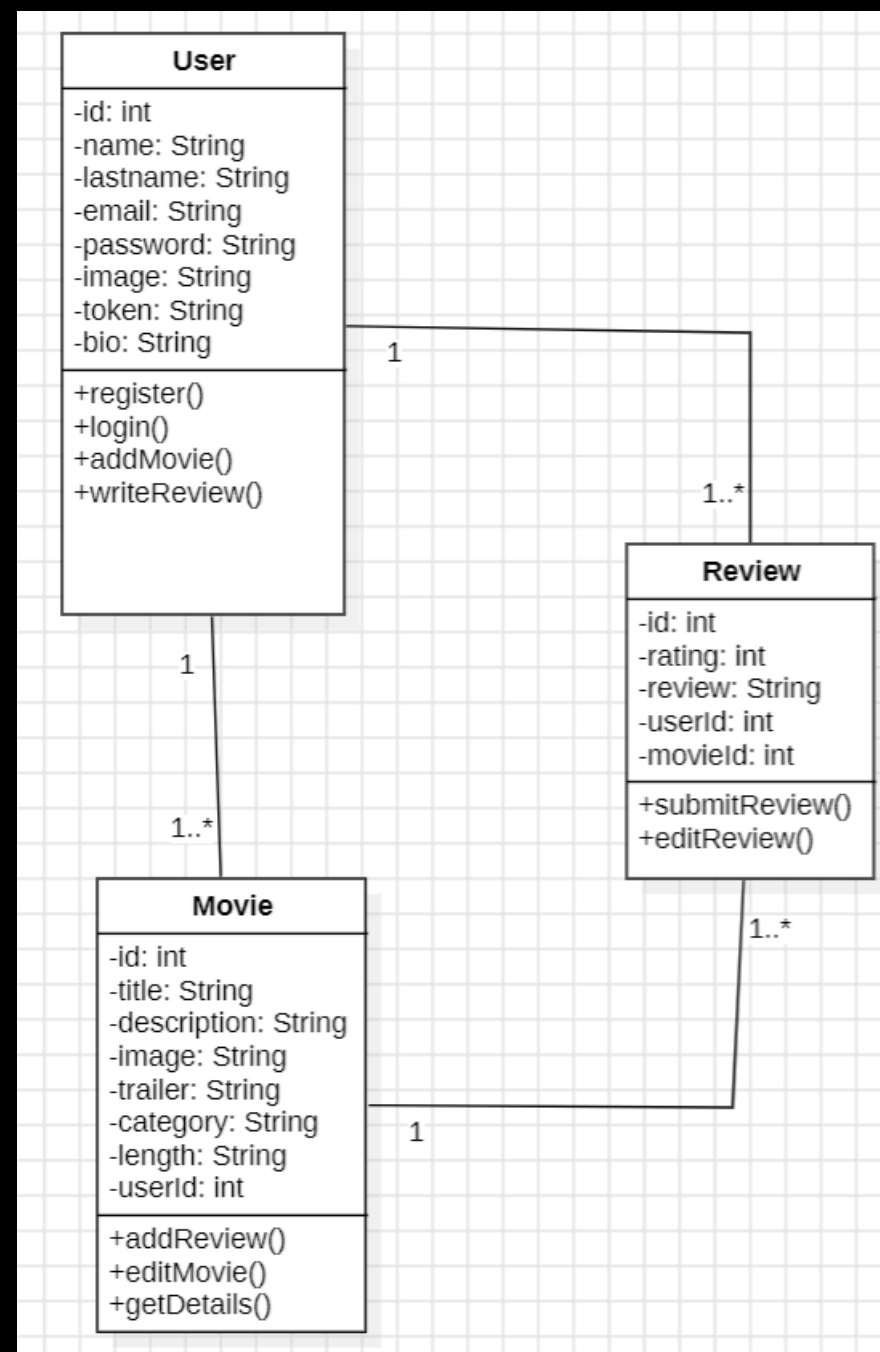 User
-id: int
-name: String
-lastname: String
-email: String
-password: String
-image: String
-token: String
-bio: String
+register()
+login()
+addMovie()
+writeReview()
1
1..*
Review
-id: int
-rating: int
-review: String
-userId: int
-movieId: int
+submitReview()
+editReview()
1
1..*
Movie
-id: int
-title: String
-description: String
-image: String
-trailer: String
-category: String
-length: String
-userId: int
+addReview()
+editMovie()
+getDetails()
1..*
1